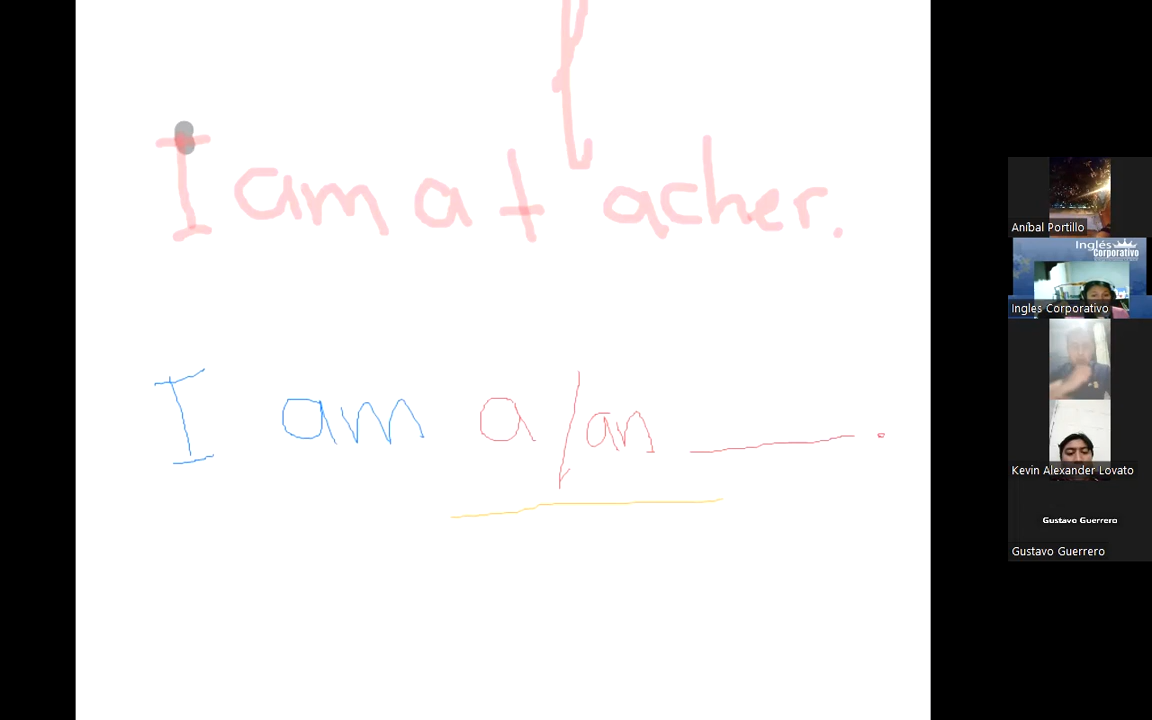 I am a t acher.
I am a/an ______.
Aníbal Portillo
Inglés
Corporativo
Ingles Corporativo
Kevin Alexander Lovato
Gustavo Guerrero
Gustavo Guerrero